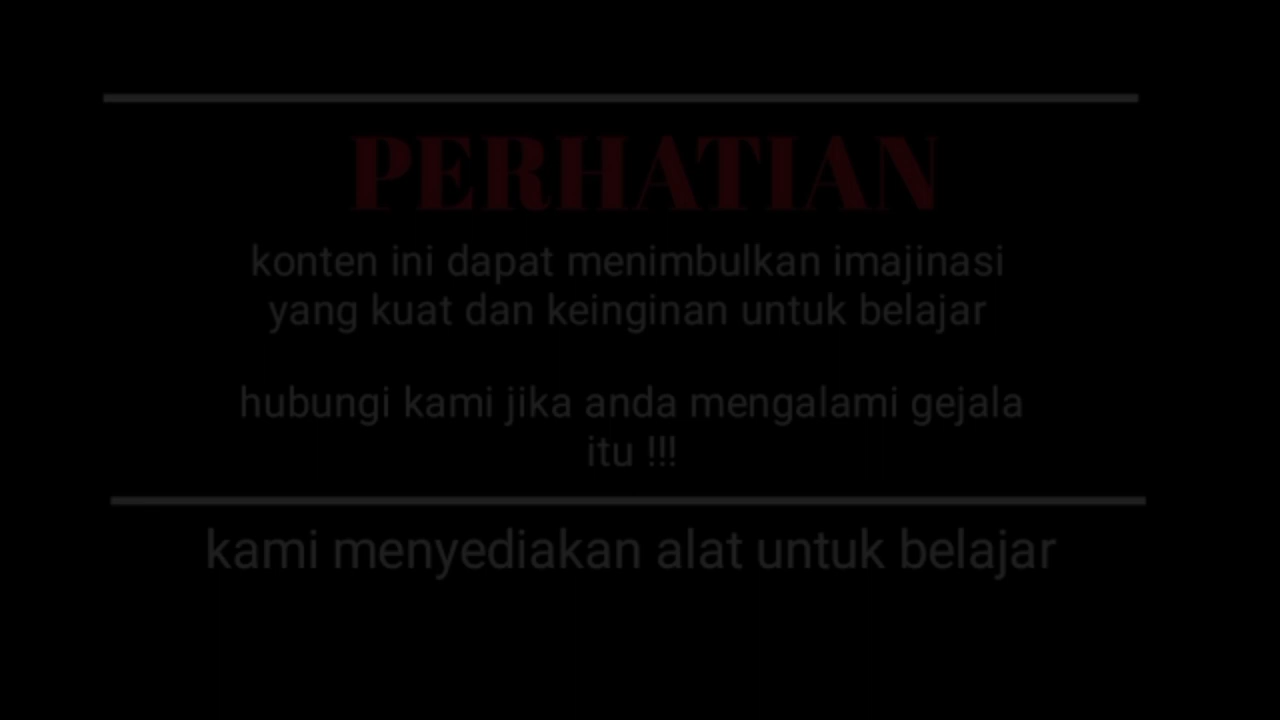 PERHATIAN
konten ini dapat menimbulkan imajinasi
yang kuat dan keinginan untuk belajar
hubungi kami jika anda mengalami gejala
itu !!!
kami menyediakan alat untuk belajar